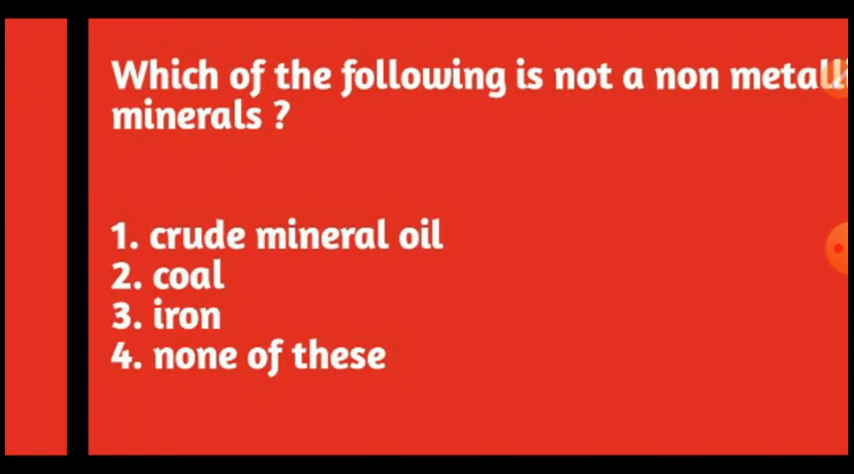 Which of the following is not a non metalli
minerals ?
1. crude mineral oil
2. coal
3. iron
4. none of these